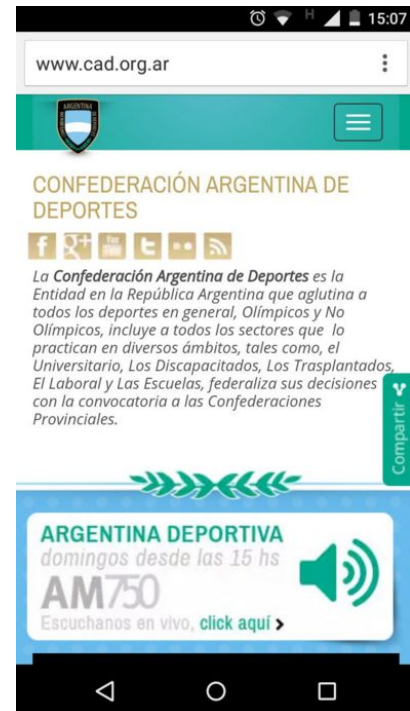 H 15:07
www.cad.org.ar
ARGENTINA
CONFEDERACIÓN ARGENTINA DE
DEPORTES
f g+ You Tube t
La Confederación Argentina de Deportes es la
Entidad en la República Argentina que aglutina a
todos los deportes en general, Olímpicos y No
Olímpicos, incluye a todos los sectores que lo
practican en diversos ámbitos, tales como, el
Universitario, Los Discapacitados, Los Trasplantados,
El Laboral y Las Escuelas, federaliza sus decisiones
con la convocatoria a las Confederaciones
Provinciales.
Compartir
ARGENTINA DEPORTIVA
domingos desde las 15 hs
AM750
Escuchanos en vivo, click aquí >